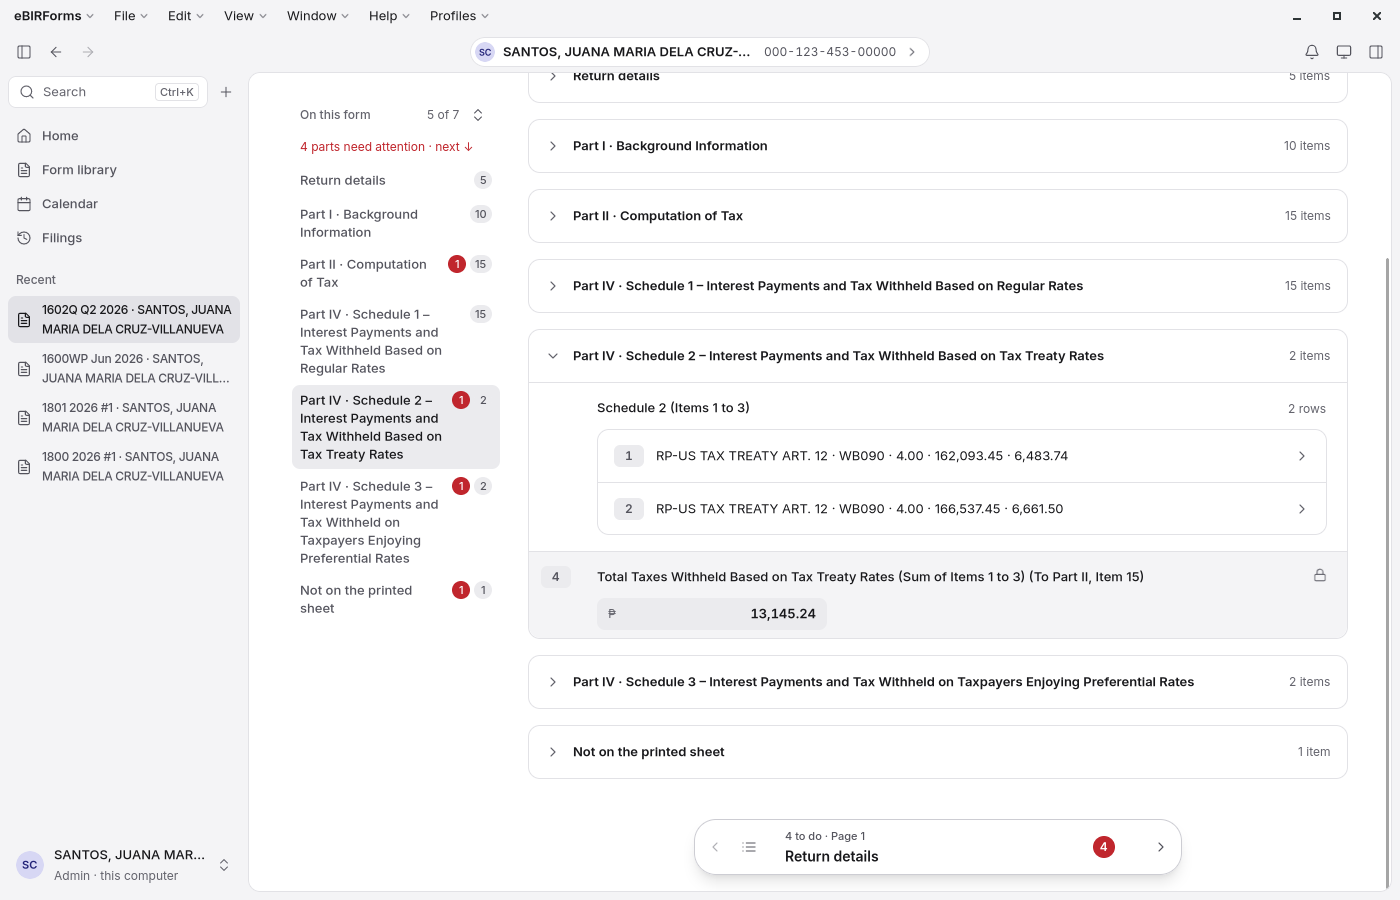 eBIRForms File Edit View Window Help Profiles
SC SANTOS, JUANA MARIA DELA CRUZ-... 000-123-453-00000
Search Ctrl+K
Home
Form library
Calendar
Filings
Recent
1602Q Q2 2026 · SANTOS, JUANA
MARIA DELA CRUZ-VILLANUEVA
1600WP Jun 2026 · SANTOS,
JUANA MARIA DELA CRUZ-VILL...
1801 2026 #1 · SANTOS, JUANA
MARIA DELA CRUZ-VILLANUEVA
1800 2026 #1 · SANTOS, JUANA
MARIA DELA CRUZ-VILLANUEVA
SC SANTOS, JUANA MAR...
Admin · this computer
On this form 5 of 7
4 parts need attention · next ↓
Return details 5
Part I · Background 10
Information
Part II · Computation 1 15
of Tax
Part IV · Schedule 1 – 15
Interest Payments and
Tax Withheld Based on
Regular Rates
Part IV · Schedule 2 – 1 2
Interest Payments and
Tax Withheld Based on
Tax Treaty Rates
Part IV · Schedule 3 – 1 2
Interest Payments and
Tax Withheld on
Taxpayers Enjoying
Preferential Rates
Not on the printed 1 1
sheet
Return details 5 items
Part I · Background Information 10 items
Part II · Computation of Tax 15 items
Part IV · Schedule 1 – Interest Payments and Tax Withheld Based on Regular Rates 15 items
Part IV · Schedule 2 – Interest Payments and Tax Withheld Based on Tax Treaty Rates 2 items
Schedule 2 (Items 1 to 3) 2 rows
1 RP-US TAX TREATY ART. 12 · WB090 · 4.00 · 162,093.45 · 6,483.74
2 RP-US TAX TREATY ART. 12 · WB090 · 4.00 · 166,537.45 · 6,661.50
4 Total Taxes Withheld Based on Tax Treaty Rates (Sum of Items 1 to 3) (To Part II, Item 15)
₱ 13,145.24
Part IV · Schedule 3 – Interest Payments and Tax Withheld on Taxpayers Enjoying Preferential Rates 2 items
Not on the printed sheet 1 item
4 to do · Page 1
Return details 4